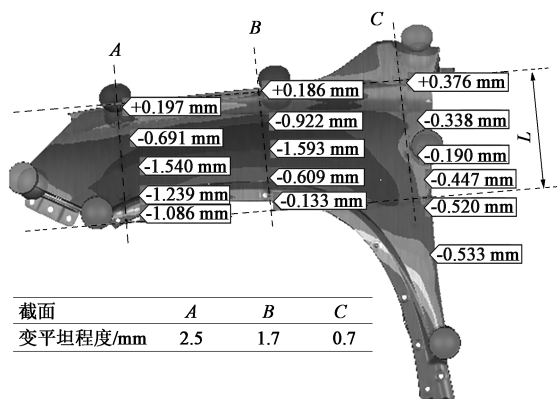 A
B
C
+0.197 mm
+0.186 mm
+0.376 mm
-0.691 mm
-0.922 mm
-0.338 mm
-1.540 mm
-1.593 mm
-0.190 mm
-1.239 mm
-0.609 mm
-0.447 mm
-1.086 mm
-0.133 mm
-0.520 mm
-0.533 mm
L
截面 A B C
变平坦程度/mm 2.5 1.7 0.7